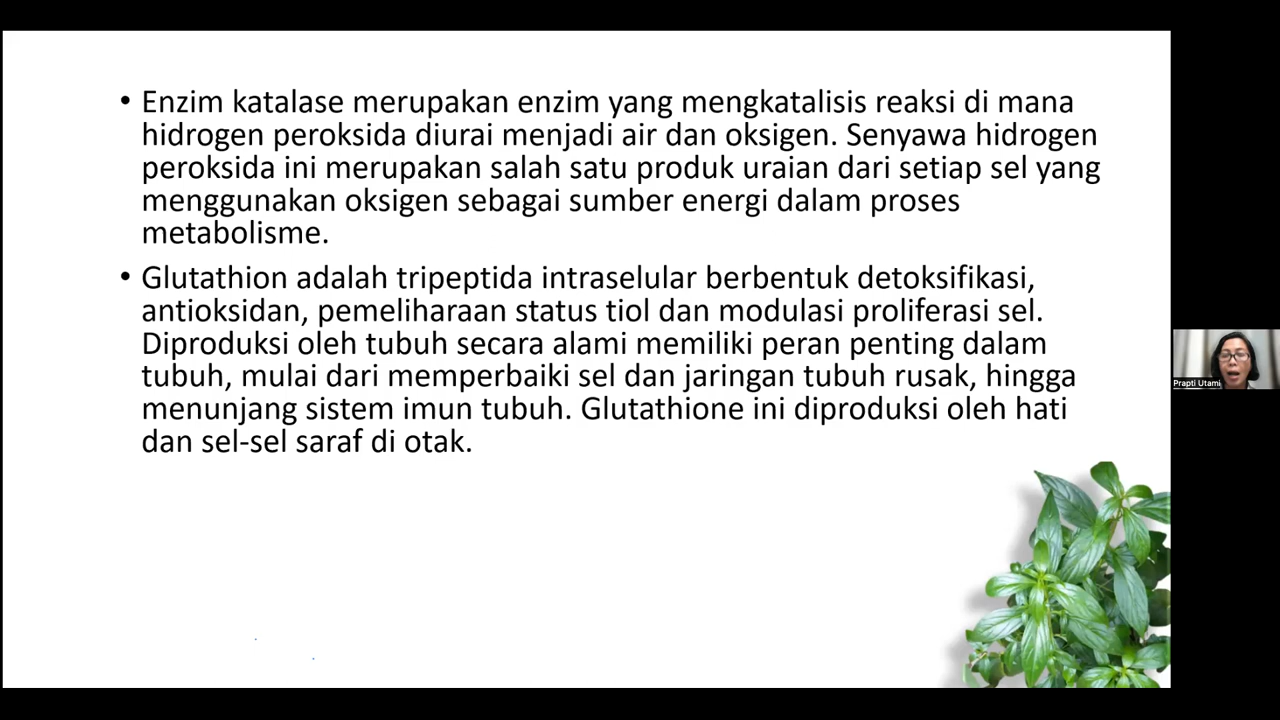 • Enzim katalase merupakan enzim yang mengkatalisis reaksi di mana
hidrogen peroksida diurai menjadi air dan oksigen. Senyawa hidrogen
peroksida ini merupakan salah satu produk uraian dari setiap sel yang
menggunakan oksigen sebagai sumber energi dalam proses
metabolisme.
• Glutathion adalah tripeptida intraselular berbentuk detoksifikasi,
antioksidan, pemeliharaan status tiol dan modulasi proliferasi sel.
Diproduksi oleh tubuh secara alami memiliki peran penting dalam
tubuh, mulai dari memperbaiki sel dan jaringan tubuh rusak, hingga
menunjang sistem imun tubuh. Glutathione ini diproduksi oleh hati
dan sel-sel saraf di otak.
Prapti Utami